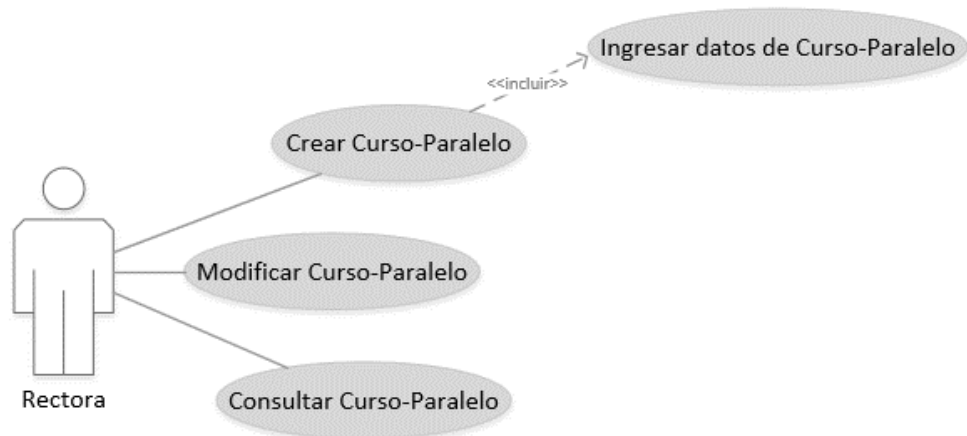 Ingresar datos de Curso-Paralelo
<<incluir>>
Crear Curso-Paralelo
Modificar Curso-Paralelo
Consultar Curso-Paralelo
Rectora